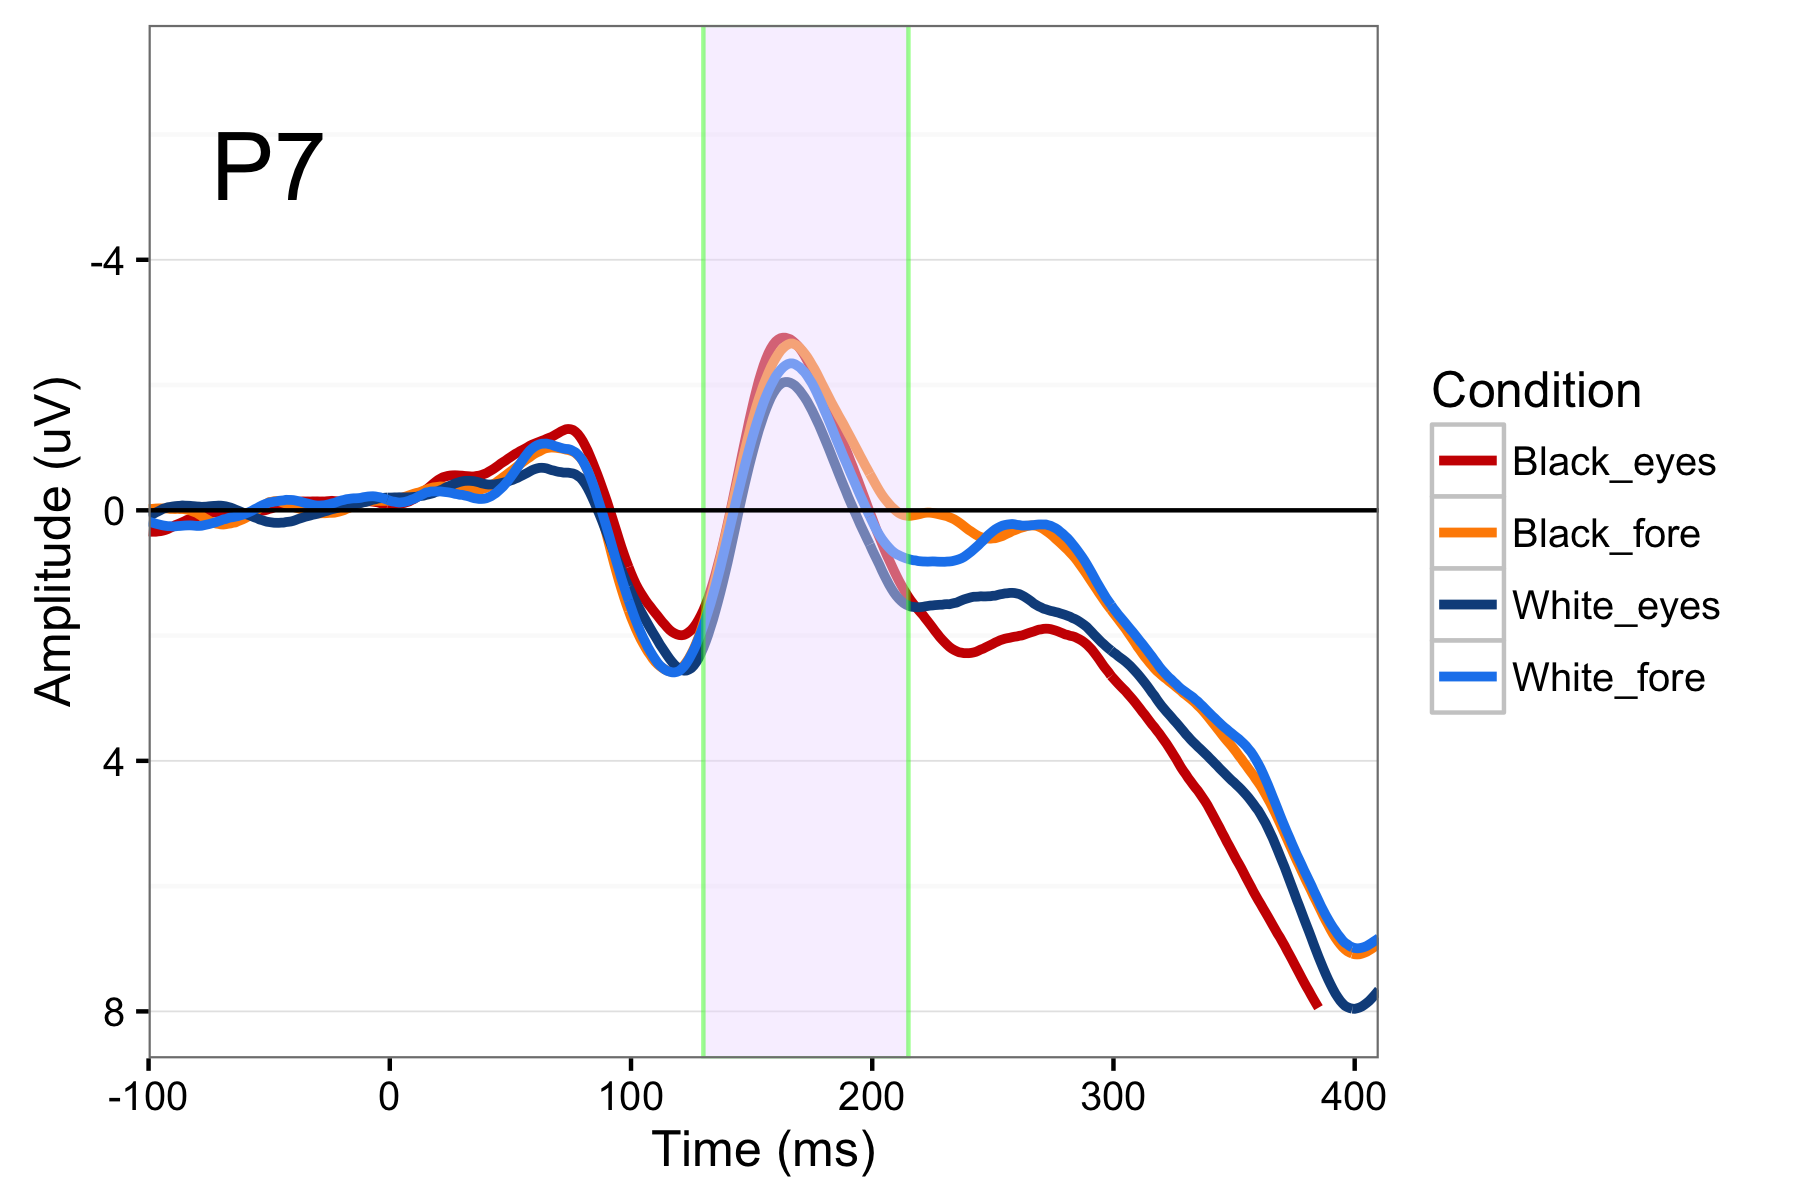 P7
-4
0
4
8
Amplitude (uV)
-100 0 100 200 300 400
Time (ms)
Condition
Black_eyes
Black_fore
White_eyes
White_fore